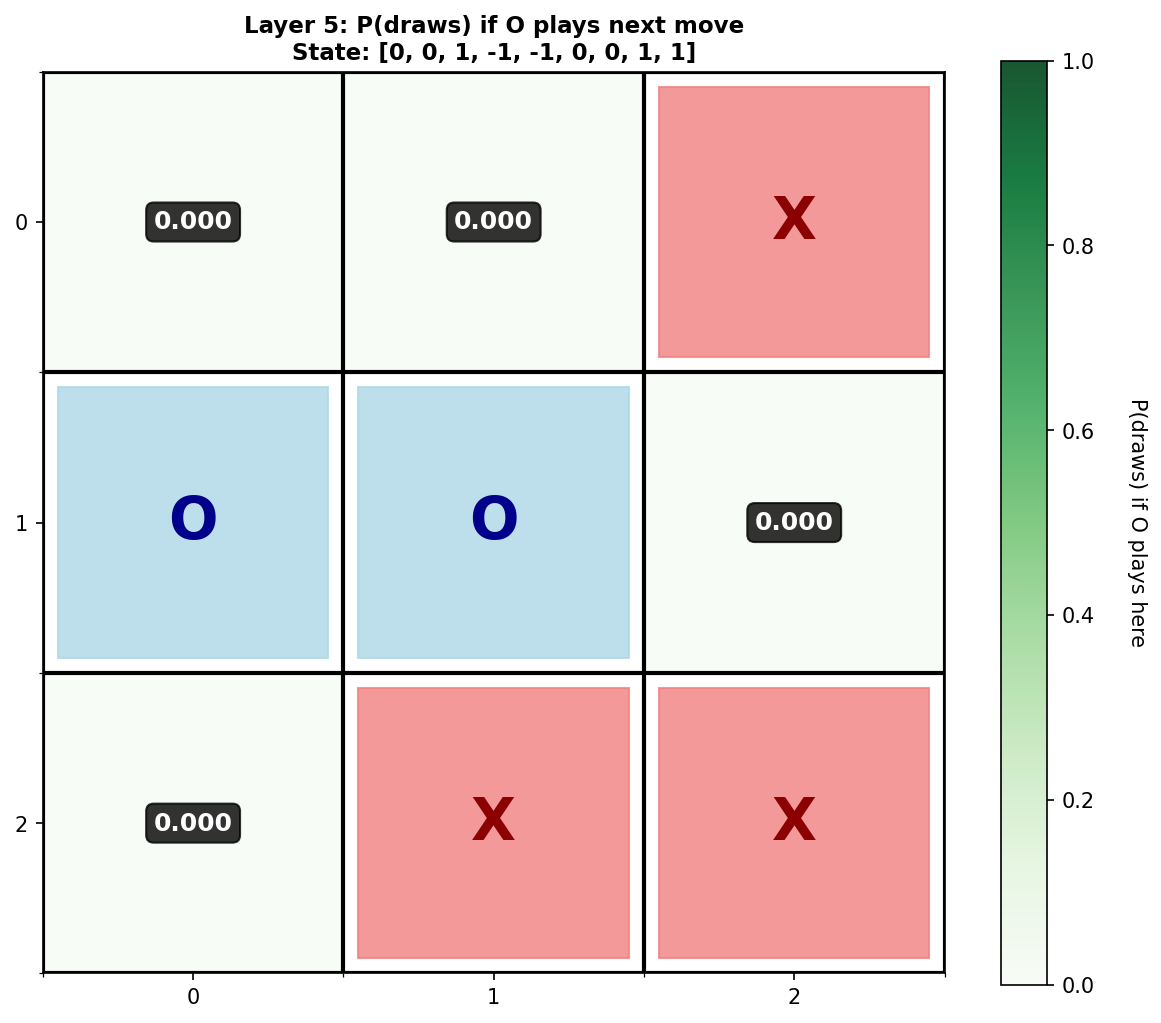 Layer 5: P(draws) if O plays next move
State: [0, 0, 1, -1, -1, 0, 0, 1, 1]
0
0.000
0.000
X
1
O
O
0.000
2
0.000
X
X
0
1
2
1.0
0.8
0.6
0.4
0.2
0.0
P(draws) if O plays here